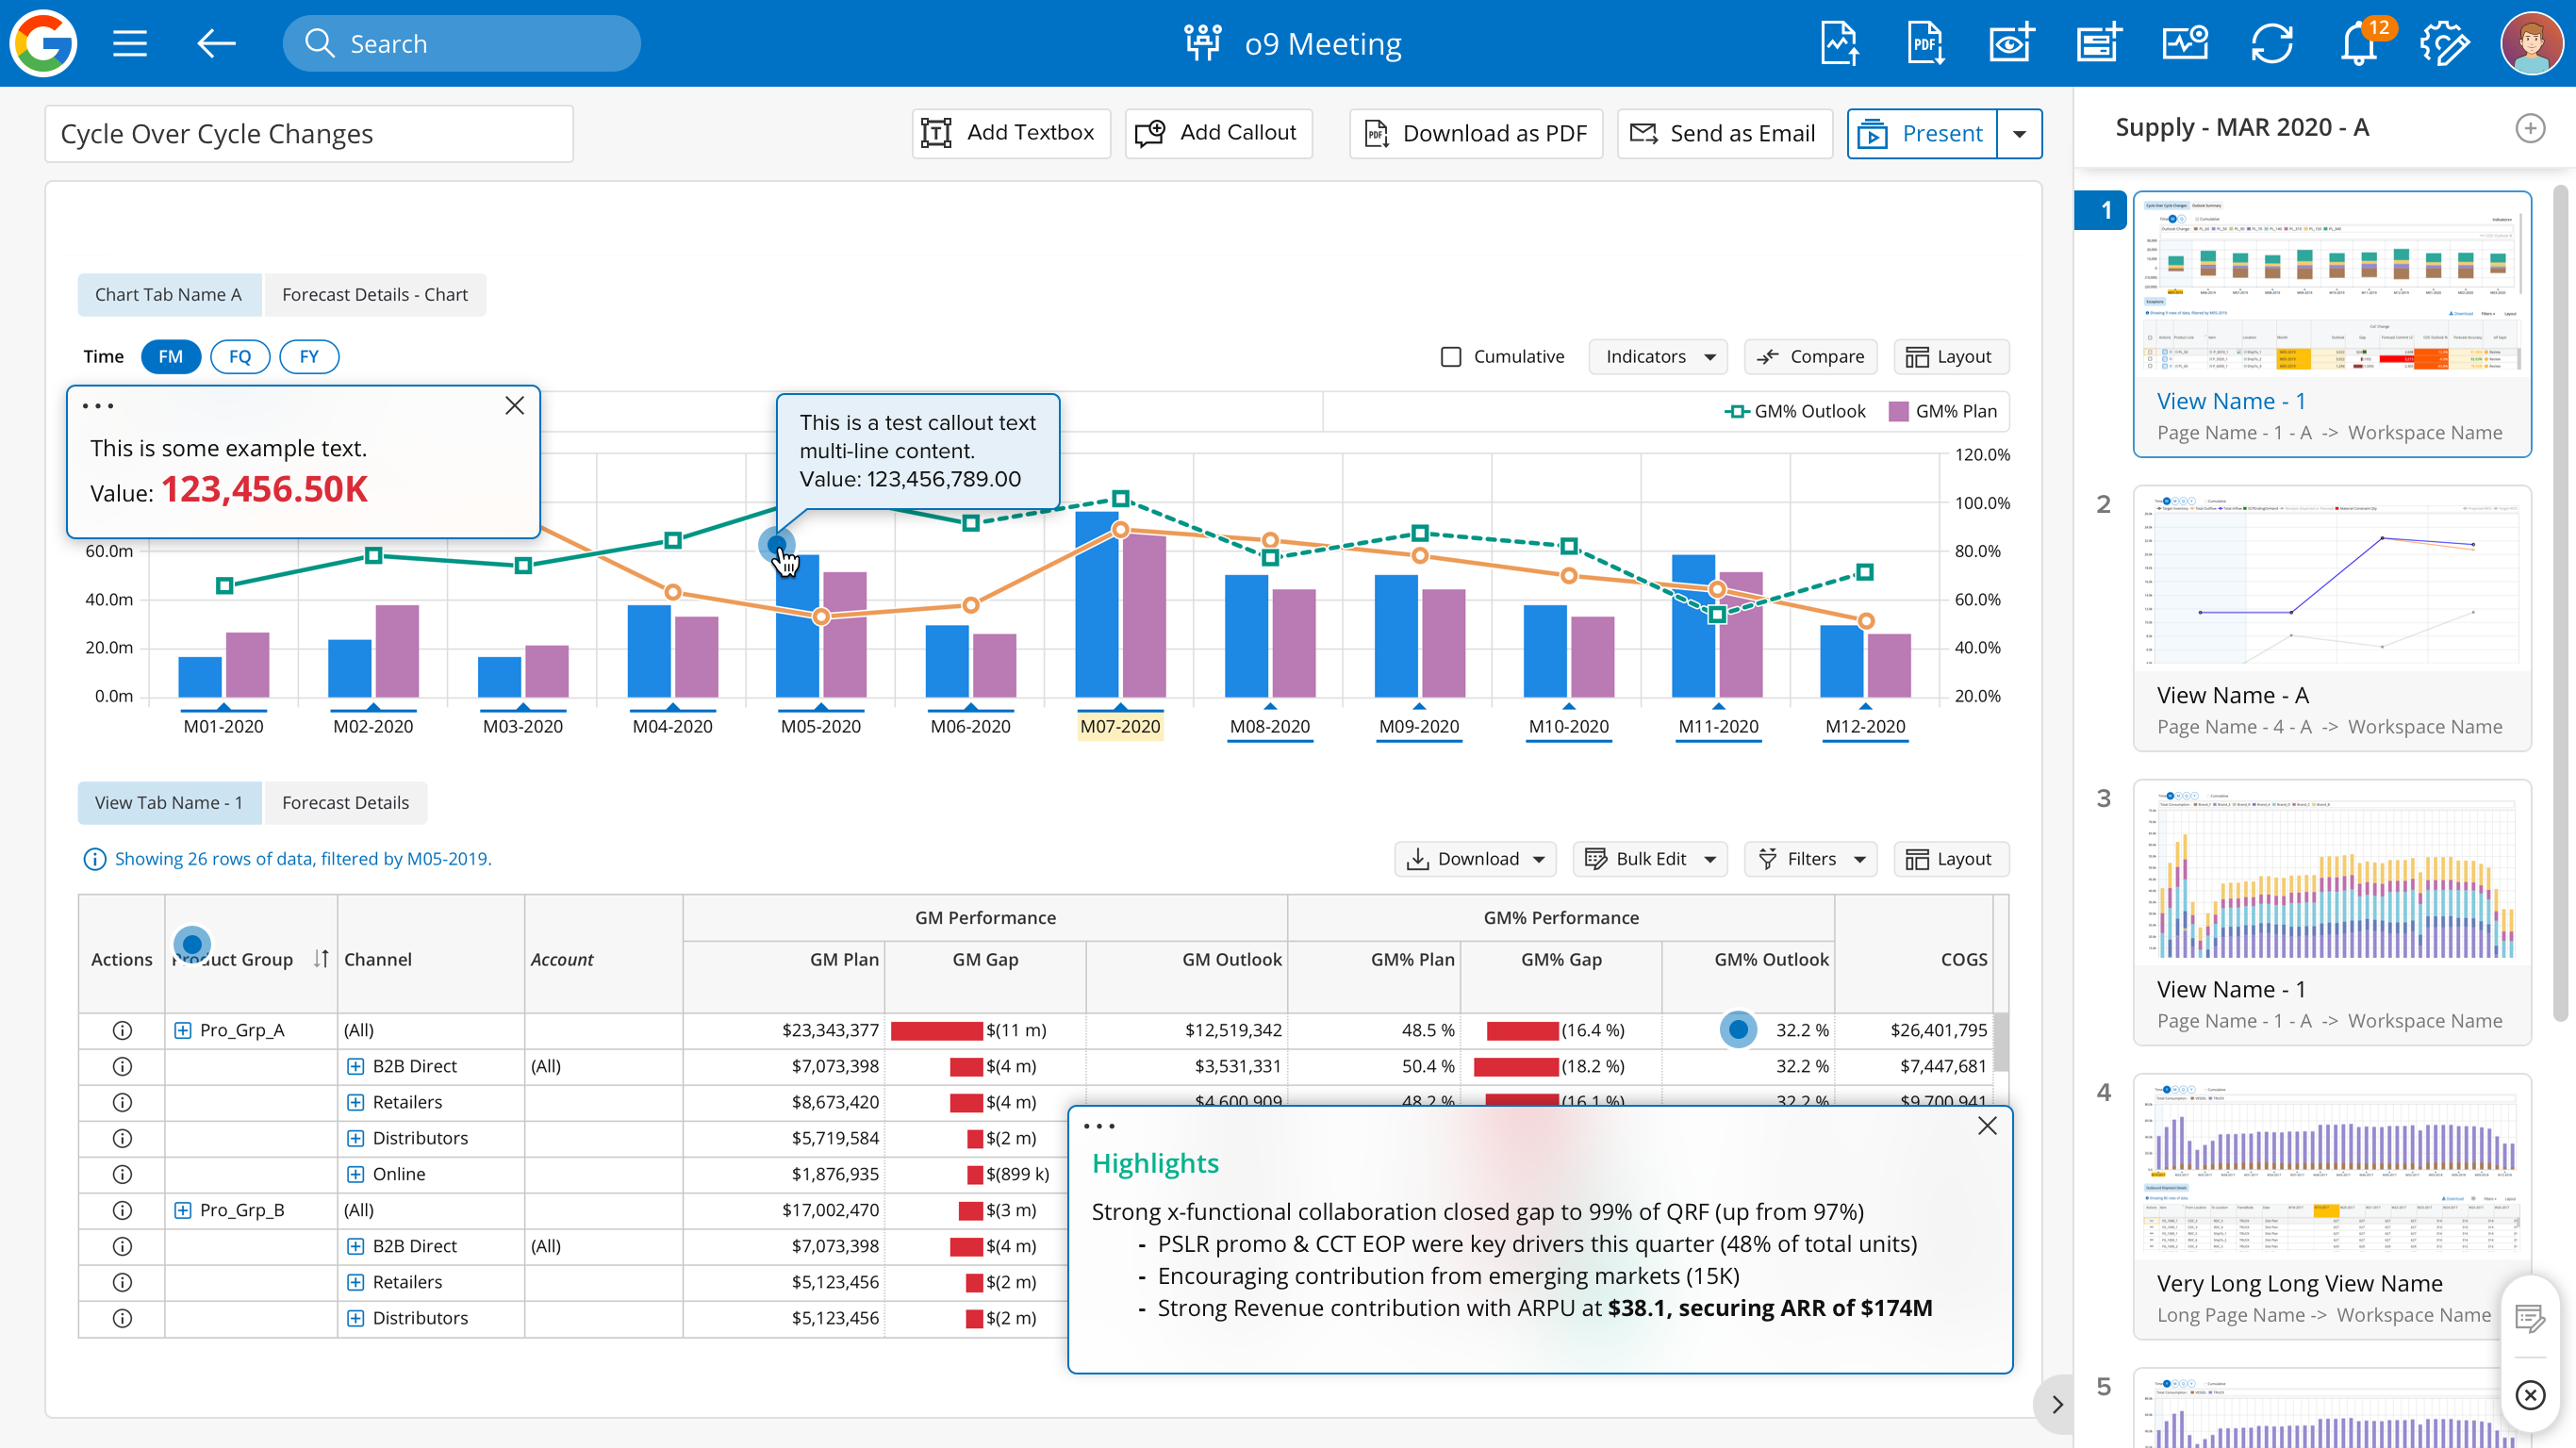 Search
o9 Meeting
PDF
12
Cycle Over Cycle Changes
Add Textbox
Add Callout
PDF
Download as PDF
Send as Email
Present
Supply - MAR 2020 - A
Chart Tab Name A
Forecast Details - Chart
Time
FM
FQ
FY
Cumulative
Indicators
Compare
Layout
GM% Outlook
GM% Plan
This is some example text.
Value: 123,456.50K
This is a test callout text
multi-line content.
Value: 123,456,789.00
60.0m
40.0m
20.0m
0.0m
120.0%
100.0%
80.0%
60.0%
40.0%
20.0%
M01-2020
M02-2020
M03-2020
M04-2020
M05-2020
M06-2020
M07-2020
M08-2020
M09-2020
M10-2020
M11-2020
M12-2020
View Tab Name - 1
Forecast Details
Showing 26 rows of data, filtered by M05-2019.
Download
Bulk Edit
Filters
Layout
GM Performance
GM% Performance
Actions
Product Group
Channel
Account
GM Plan
GM Gap
GM Outlook
GM% Plan
GM% Gap
GM% Outlook
COGS
Pro_Grp_A (All) $23,343,377 $(11 m) $12,519,342 48.5 % (16.4 %) 32.2 % $26,401,795
B2B Direct (All) $7,073,398 $(4 m) $3,531,331 50.4 % (18.2 %) 32.2 % $7,447,681
Retailers $8,673,420 $(4 m) $4,600,909 48.2 % (16.1 %) 32.2 % $9,700,941
Distributors $5,719,584 $(2 m)
Online $1,876,935 $(899 k)
Pro_Grp_B (All) $17,002,470 $(3 m)
B2B Direct (All) $7,073,398 $(4 m)
Retailers $5,123,456 $(2 m)
Distributors $5,123,456 $(2 m)
Highlights
Strong x-functional collaboration closed gap to 99% of QRF (up from 97%)
- PSLR promo & CCT EOP were key drivers this quarter (48% of total units)
- Encouraging contribution from emerging markets (15K)
- Strong Revenue contribution with ARPU at $38.1, securing ARR of $174M
1
View Name - 1
Page Name - 1 - A -> Workspace Name
2
View Name - A
Page Name - 4 - A -> Workspace Name
3
View Name - 1
Page Name - 1 - A -> Workspace Name
4
Very Long Long View Name
Long Page Name -> Workspace Name
5